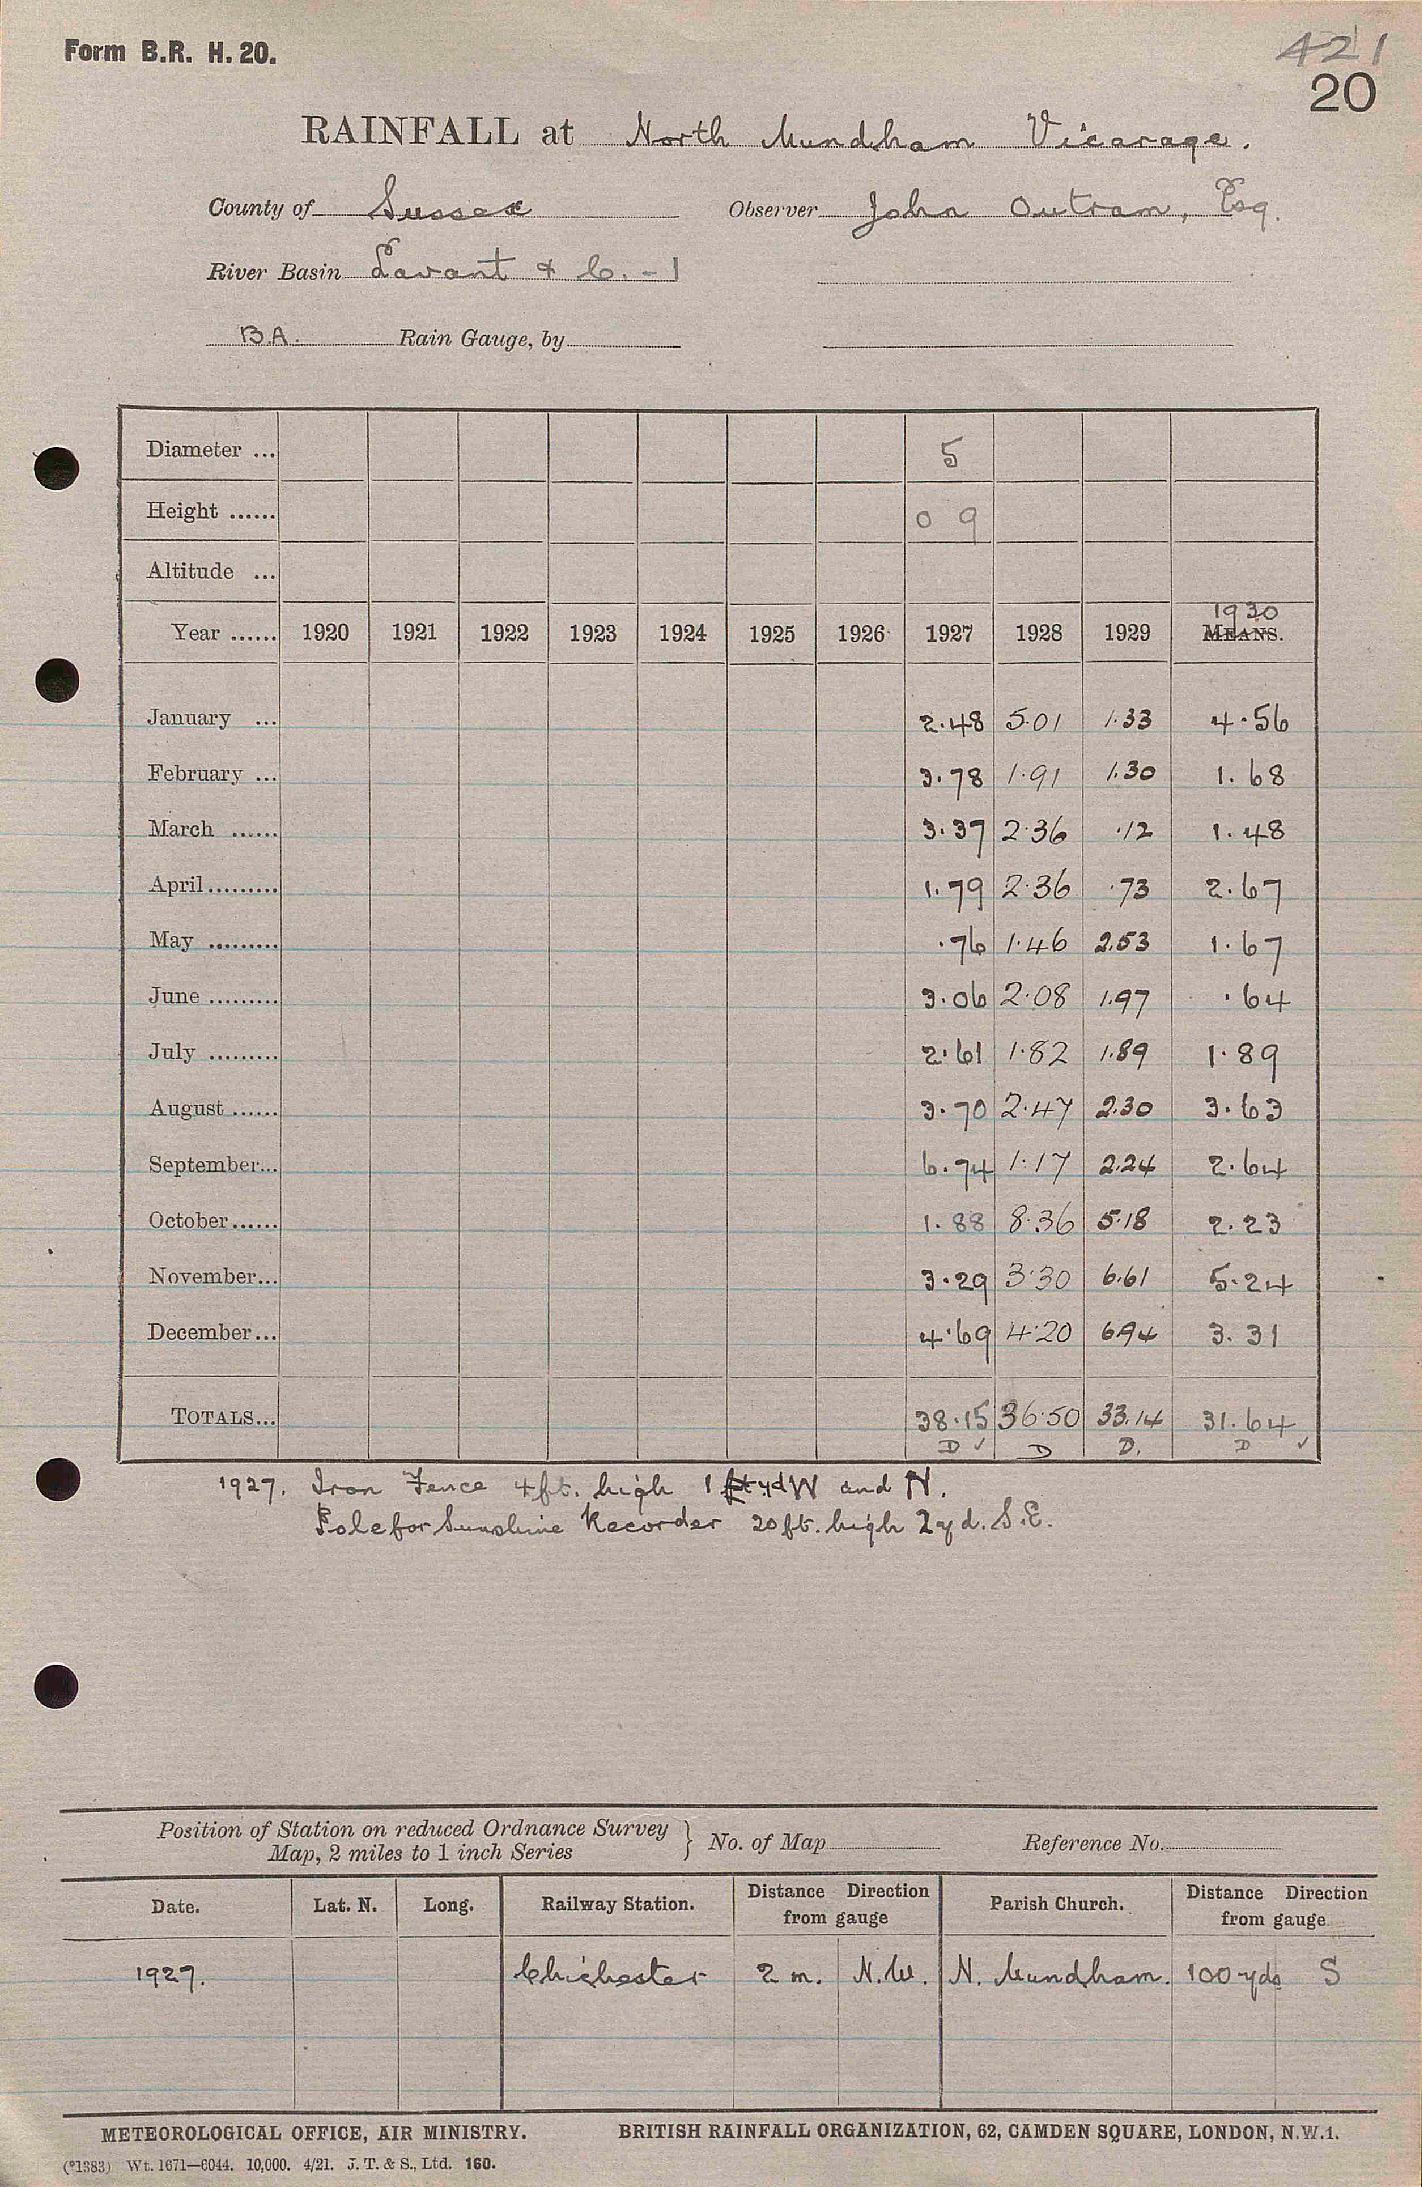 Form B.R. H. 20.
421
20
RAINFALL at North Mundham Vicarage.
County of Sussex Observer John Outram, Esq.
River Basin Lavant & C. - 1
B.A. Rain Gauge, by
Diameter ... 5
Height ...... 0 9
Altitude ...
1930
Year ...... 1920 1921 1922 1923 1924 1925 1926 1927 1928 1929 MEANS.
January ... 2.48 5.01 1.33 4.56
February ... 3.78 1.91 1.30 1.68
March ...... 3.37 2.36 .12 1.48
April ......... 1.79 2.36 .73 2.67
May ......... .76 1.46 2.53 1.67
June ......... 3.06 2.08 1.97 .64
July ......... 2.61 1.82 1.89 1.89
August ...... 3.70 2.47 2.30 3.63
September... 6.74 1.17 2.24 2.64
October...... 1.88 8.36 5.18 2.23
November... 3.29 3.30 6.61 5.24
December... 4.69 4.20 6.94 3.31
TOTALS... 38.15 36.50 33.14 31.64
D ✓ D D. D ✓
1927. Iron Fence 4ft. high 1 ft yd W and N.
Pole for Sunshine Recorder 20 ft. high 2 yd. S.E.
Position of Station on reduced Ordnance Survey
Map, 2 miles to 1 inch Series } No. of Map Reference No.
Date. Lat. N. Long. Railway Station. Distance Direction from gauge Parish Church. Distance Direction from gauge
1927. Chichester 2 m. N.W. N. Mundham. 100 yds S
METEOROLOGICAL OFFICE, AIR MINISTRY. BRITISH RAINFALL ORGANIZATION, 62, CAMDEN SQUARE, LONDON, N.W.1.
(*1383) Wt. 1671—6044. 10,000. 4/21. J. T. & S., Ltd. 160.